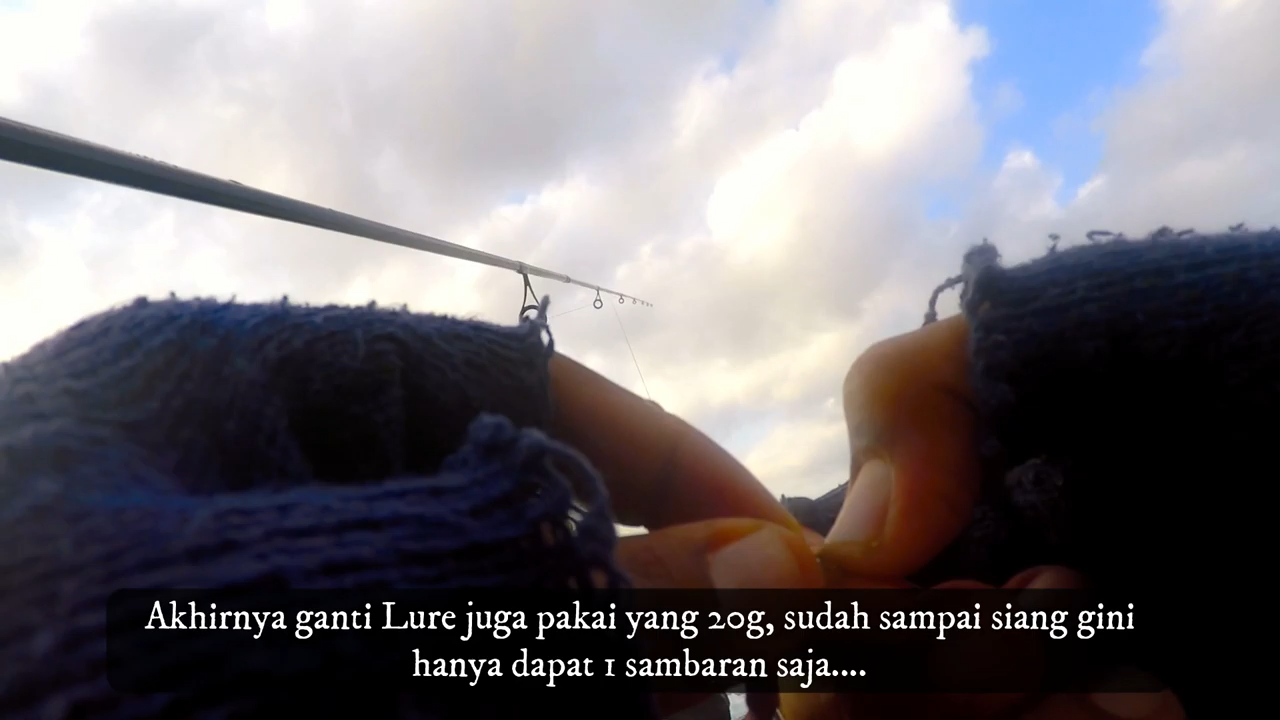 Akhirnya ganti Lure juga pakai yang 20g, sudah sampai siang gini
hanya dapat 1 sambaran saja....